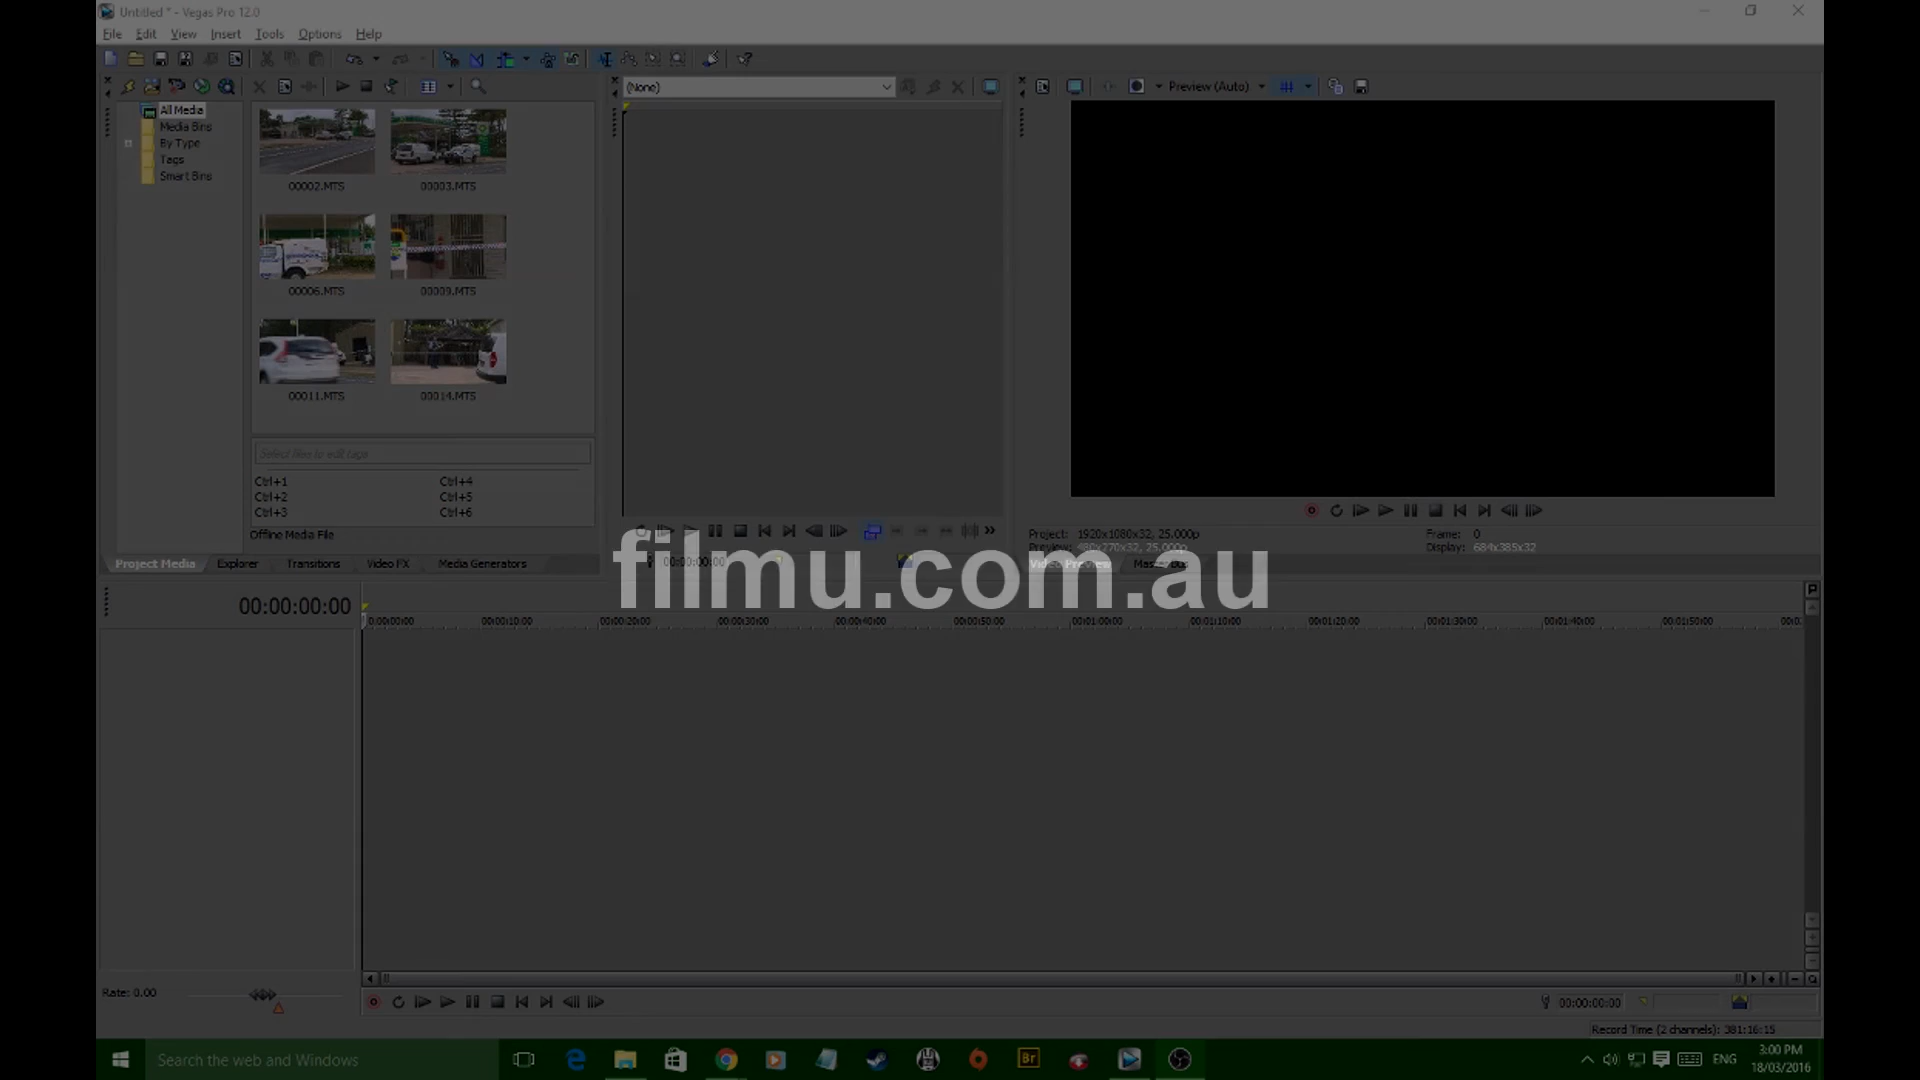 Untitled * - Vegas Pro 12.0
File Edit View Insert Tools Options Help
(None)
Preview (Auto)
All Media
Media Bins
By Type
Tags
Smart Bins
00002.MTS
00003.MTS
00006.MTS
00009.MTS
00011.MTS
00014.MTS
Select files to edit tags
Ctrl+1 Ctrl+4
Ctrl+2 Ctrl+5
Ctrl+3 Ctrl+6
Offline Media File
Project: 1920x1080x32, 25.000p
Frame: 0
Preview: 480x270x32, 25.000p
Display: 684x385x32
Project Media Explorer Transitions Video FX Media Generators
00:00:00:00
Video Preview
filmu.com.au
00:00:00:00
0:00:00:00 00:00:10:00 00:00:20:00 00:00:30:00 00:00:40:00 00:00:50:00 00:01:00:00 00:01:10:00 00:01:20:00 00:01:30:00 00:01:40:00 00:01:50:00
Rate: 0.00
00:00:00:00
Record Time (2 channels): 381:16:15
Search the web and Windows
Br
ENG
3:00 PM
18/03/2016